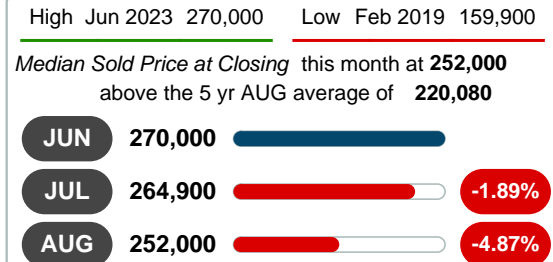 High Jun 2023 270,000 Low Feb 2019 159,900
Median Sold Price at Closing this month at 252,000
above the 5 yr AUG average of 220,080
JUN 270,000
JUL 264,900 -1.89%
AUG 252,000 -4.87%